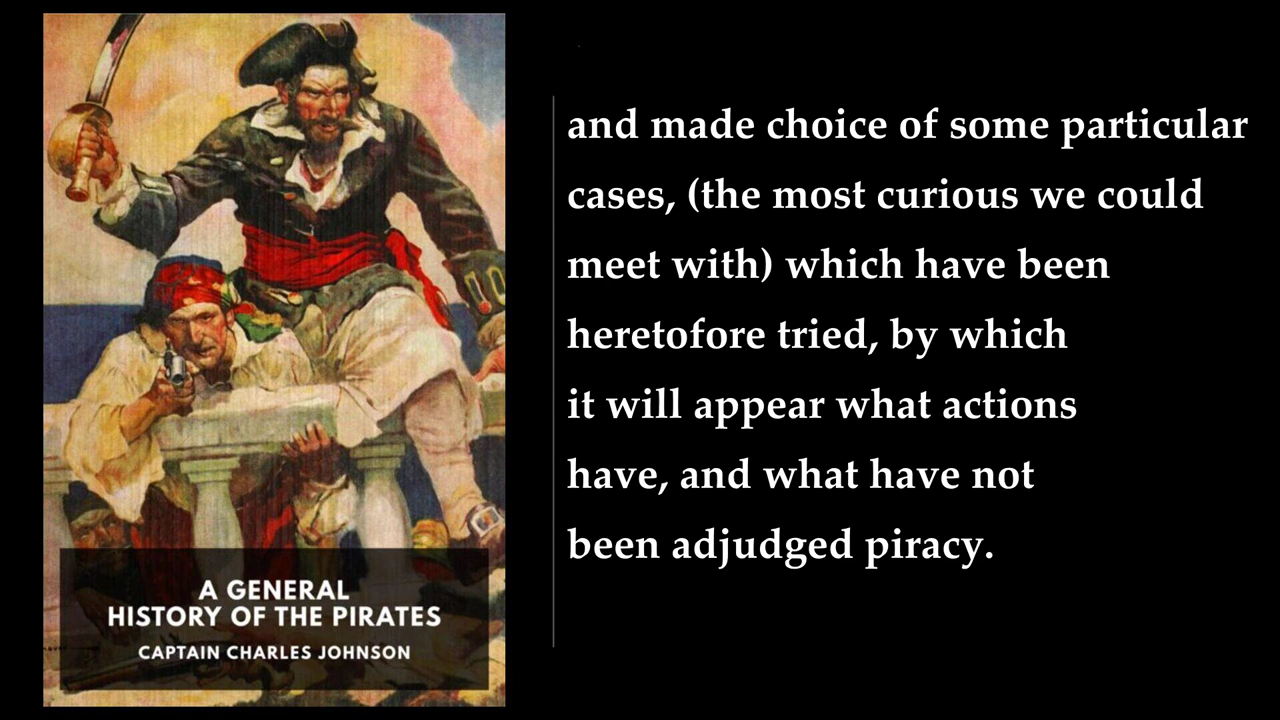 A GENERAL
HISTORY OF THE PIRATES
CAPTAIN CHARLES JOHNSON
and made choice of some particular
cases, (the most curious we could
meet with) which have been
heretofore tried, by which
it will appear what actions
have, and what have not
been adjudged piracy.